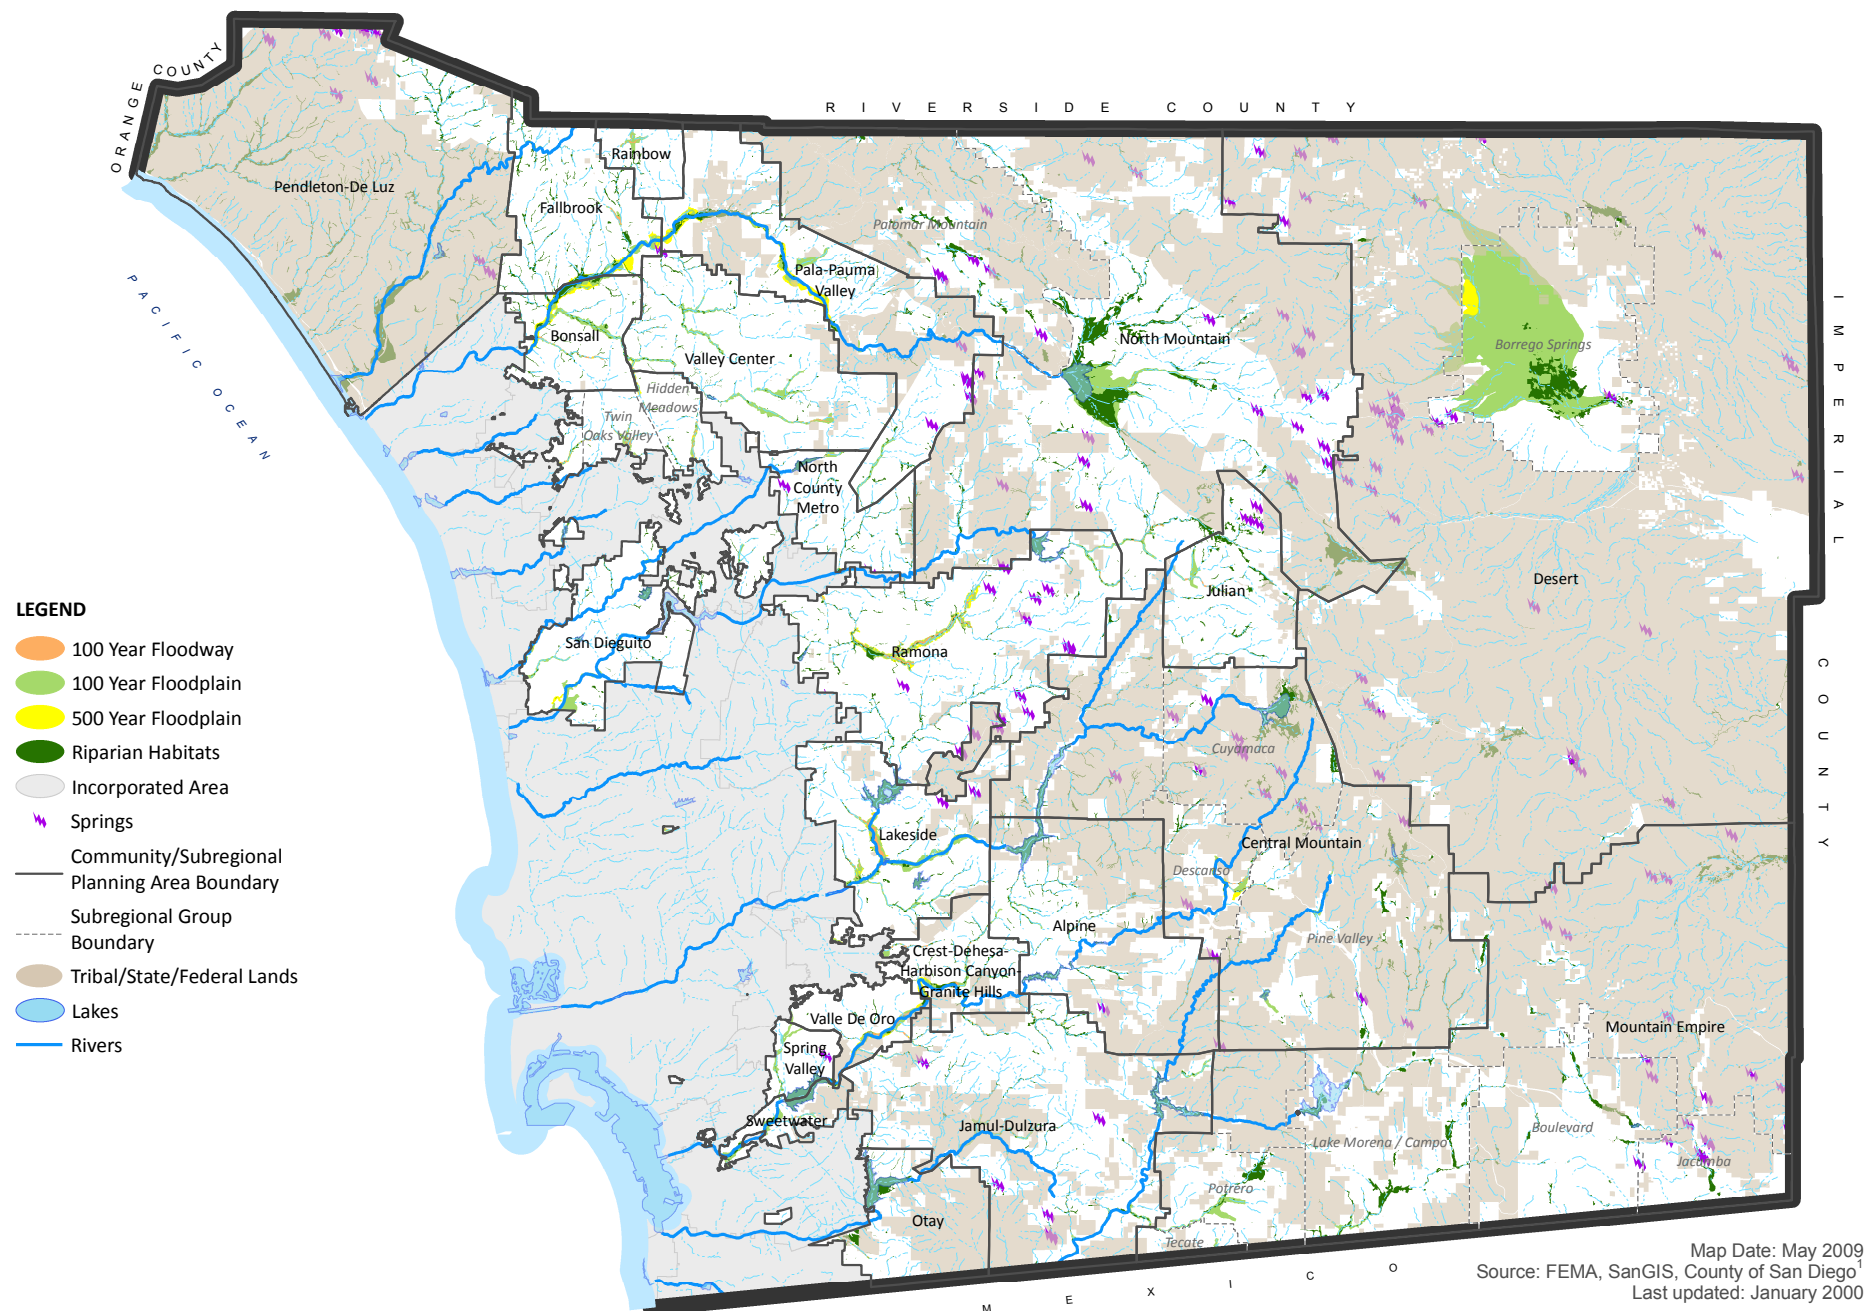 ORANGE COUNTY
RIVERSIDE COUNTY
IMPERIAL COUNTY
MEXICO
PACIFIC OCEAN
Pendleton-De Luz
Rainbow
Fallbrook
Palomar Mountain
Pala-Pauma
Valley
Bonsall
Valley Center
North Mountain
Borrego Springs
Hidden
Meadows
Twin
Oaks Valley
North
County
Metro
Desert
Julian
San Dieguito
Ramona
Cuyamaca
Lakeside
Central Mountain
Descanso
Alpine
Pine Valley
Crest-Dehesa-
Harbison Canyon-
Granite Hills
Valle De Oro
Mountain Empire
Spring
Valley
Sweetwater
Jamul-Dulzura
Lake Morena / Campo
Boulevard
Jacumba
Potrero
Otay
Tecate
LEGEND
100 Year Floodway
100 Year Floodplain
500 Year Floodplain
Riparian Habitats
Incorporated Area
Springs
Community/Subregional
Planning Area Boundary
Subregional Group
Boundary
Tribal/State/Federal Lands
Lakes
Rivers
Map Date: May 2009
Source: FEMA, SanGIS, County of San Diego1
Last updated: January 2000